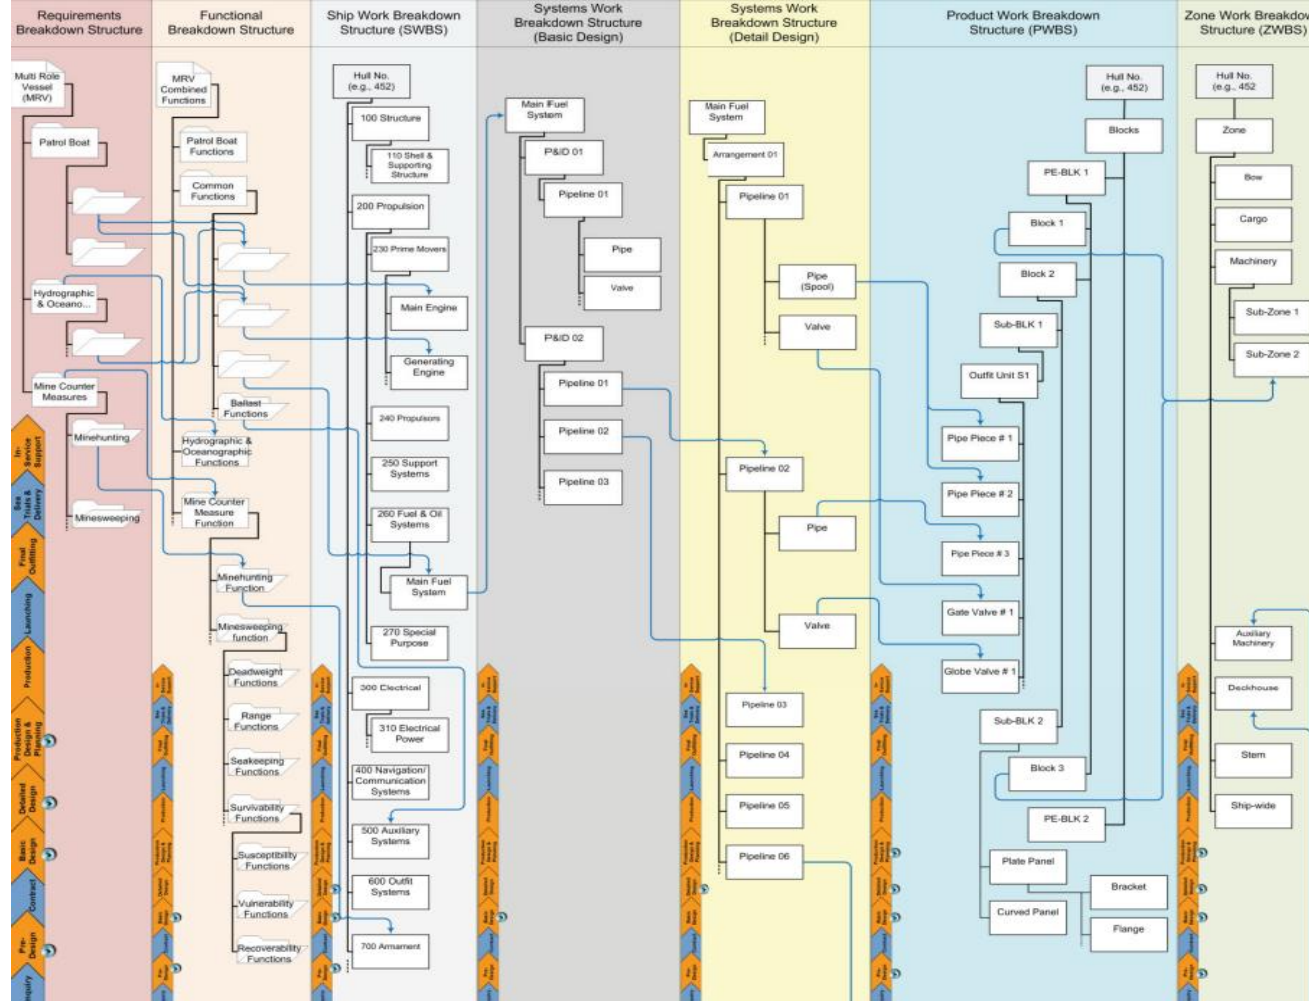 Requirements
Breakdown Structure
Functional
Breakdown Structure
Ship Work Breakdown
Structure (SWBS)
Systems Work
Breakdown Structure
(Basic Design)
Systems Work
Breakdown Structure
(Detail Design)
Product Work Breakdown
Structure (PWBS)
Zone Work Breakdow
Structure (ZWBS)
Multi Role
Vessel
(MRV)
Patrol Boat
Hydrographic
& Oceano...
Mine Counter
Measures
Minehunting
Minesweeping
In-
Service
Support
Sea
Trials &
Delivery
Final
Outfitting
Launching
Production
Production
Design &
Planning
Detailed
Design
Basic
Design
Contract
Pre-
Design
nquiry
MRV
Combined
Functions
Patrol Boat
Functions
Common
Functions
Ballast
Functions
Hydrographic &
Oceanographic
Functions
Mine Counter
Measure
Function
Minehunting
Function
Minesweeping
function
Deadweight
Functions
Range
Functions
Seakeeping
Functions
Survivability
Functions
Susceptibility
Functions
Vulnerability
Functions
Recoverability
Functions
Hull No.
(e.g., 452)
100 Structure
110 Shell &
Supporting
Structure
200 Propulsion
230 Prime Movers
Main Engine
Generating
Engine
240 Propulsors
250 Support
Systems
260 Fuel & Oil
Systems
Main Fuel
System
270 Special
Purpose
300 Electrical
310 Electrical
Power
400 Navigation/
Communication
Systems
500 Auxiliary
Systems
600 Outfit
Systems
700 Armament
Main Fuel
System
P&ID 01
Pipeline 01
Pipe
Valve
P&ID 02
Pipeline 01
Pipeline 02
Pipeline 03
Main Fuel
System
Arrangement 01
Pipeline 01
Pipe
(Spool)
Valve
Pipeline 02
Pipe
Valve
Pipeline 03
Pipeline 04
Pipeline 05
Pipeline 06
Hull No.
(e.g., 452)
Blocks
PE-BLK 1
Block 1
Block 2
Sub-BLK 1
Outfit Unit S1
Pipe Piece # 1
Pipe Piece # 2
Pipe Piece # 3
Gate Valve # 1
Globe Valve # 1
Sub-BLK 2
Block 3
PE-BLK 2
Plate Panel
Bracket
Curved Panel
Flange
Hull No.
(e.g., 452
Zone
Bow
Cargo
Machinery
Sub-Zone 1
Sub-Zone 2
Auxiliary
Machinery
Deckhouse
Stern
Ship-wide